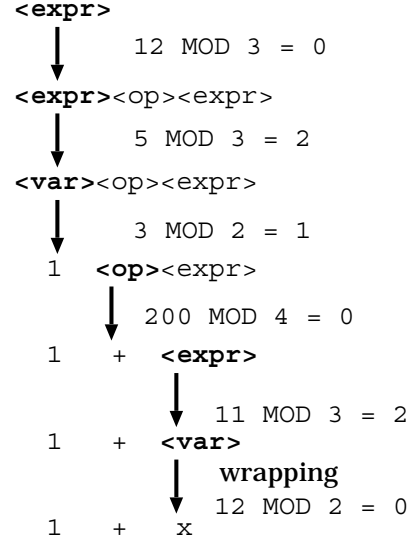 <expr>
12 MOD 3 = 0
<expr><op><expr>
5 MOD 3 = 2
<var><op><expr>
3 MOD 2 = 1
1 <op><expr>
200 MOD 4 = 0
1 + <expr>
11 MOD 3 = 2
1 + <var>
wrapping
12 MOD 2 = 0
1 + x